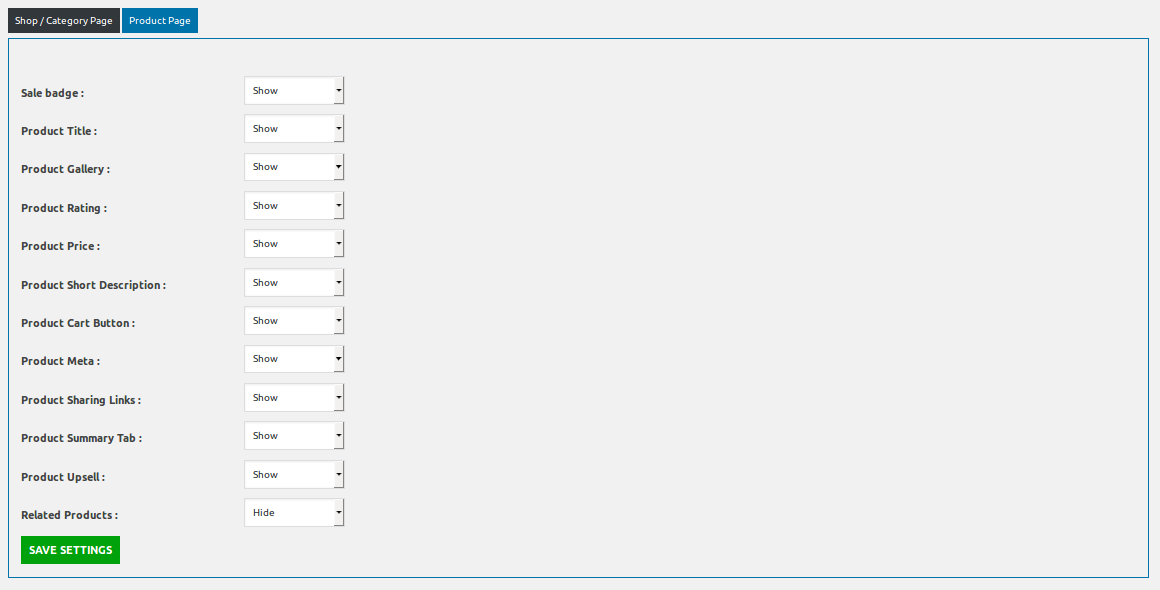 Shop / Category Page Product Page
Sale badge : Show
Product Title : Show
Product Gallery : Show
Product Rating : Show
Product Price : Show
Product Short Description : Show
Product Cart Button : Show
Product Meta : Show
Product Sharing Links : Show
Product Summary Tab : Show
Product Upsell : Show
Related Products : Hide
SAVE SETTINGS